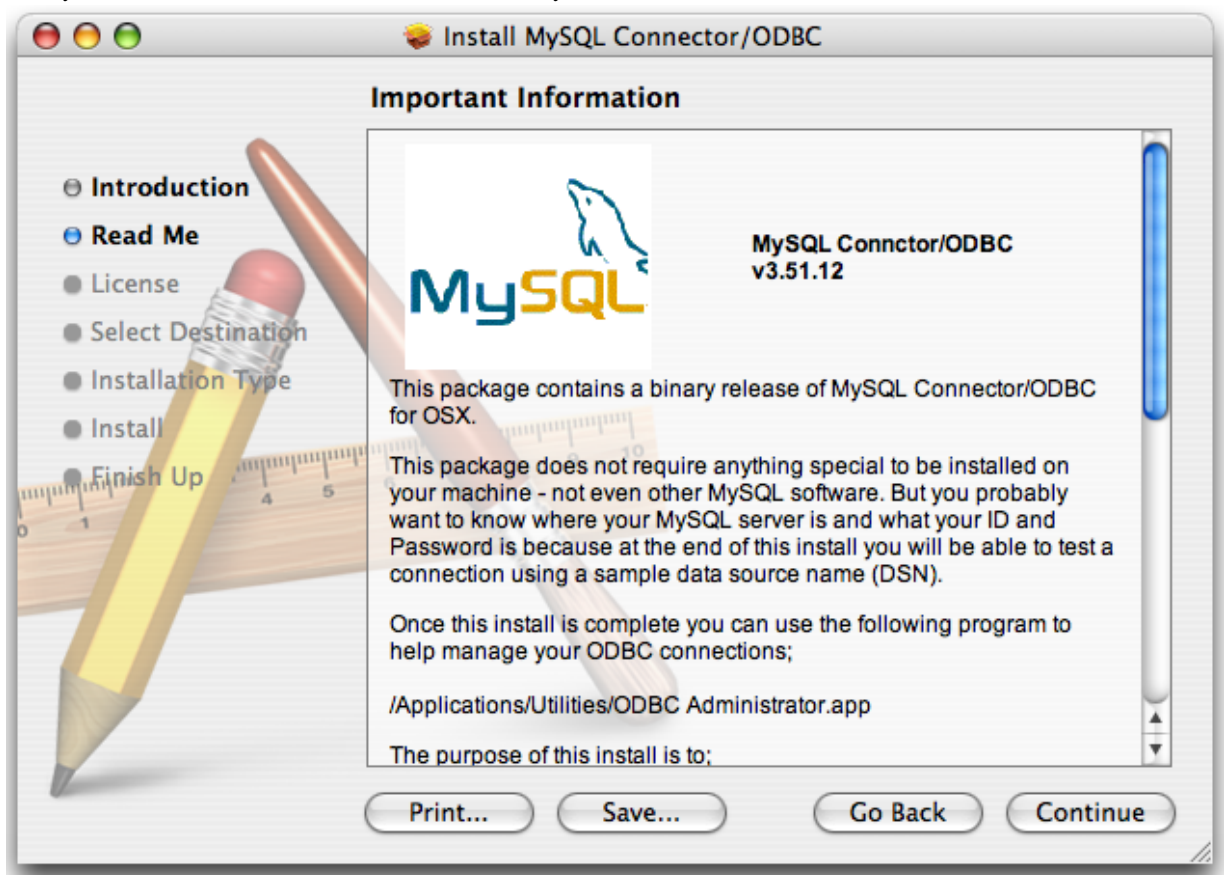 Install MySQL Connector/ODBC
Important Information
Introduction
Read Me
License
Select Destination
Installation Type
Install
Finish Up
MySQL
MySQL Connctor/ODBC
v3.51.12
This package contains a binary release of MySQL Connector/ODBC
for OSX.
This package does not require anything special to be installed on
your machine - not even other MySQL software. But you probably
want to know where your MySQL server is and what your ID and
Password is because at the end of this install you will be able to test a
connection using a sample data source name (DSN).
Once this install is complete you can use the following program to
help manage your ODBC connections;
/Applications/Utilities/ODBC Administrator.app
The purpose of this install is to;
0 1 4 5 9 10
Print... Save... Go Back Continue